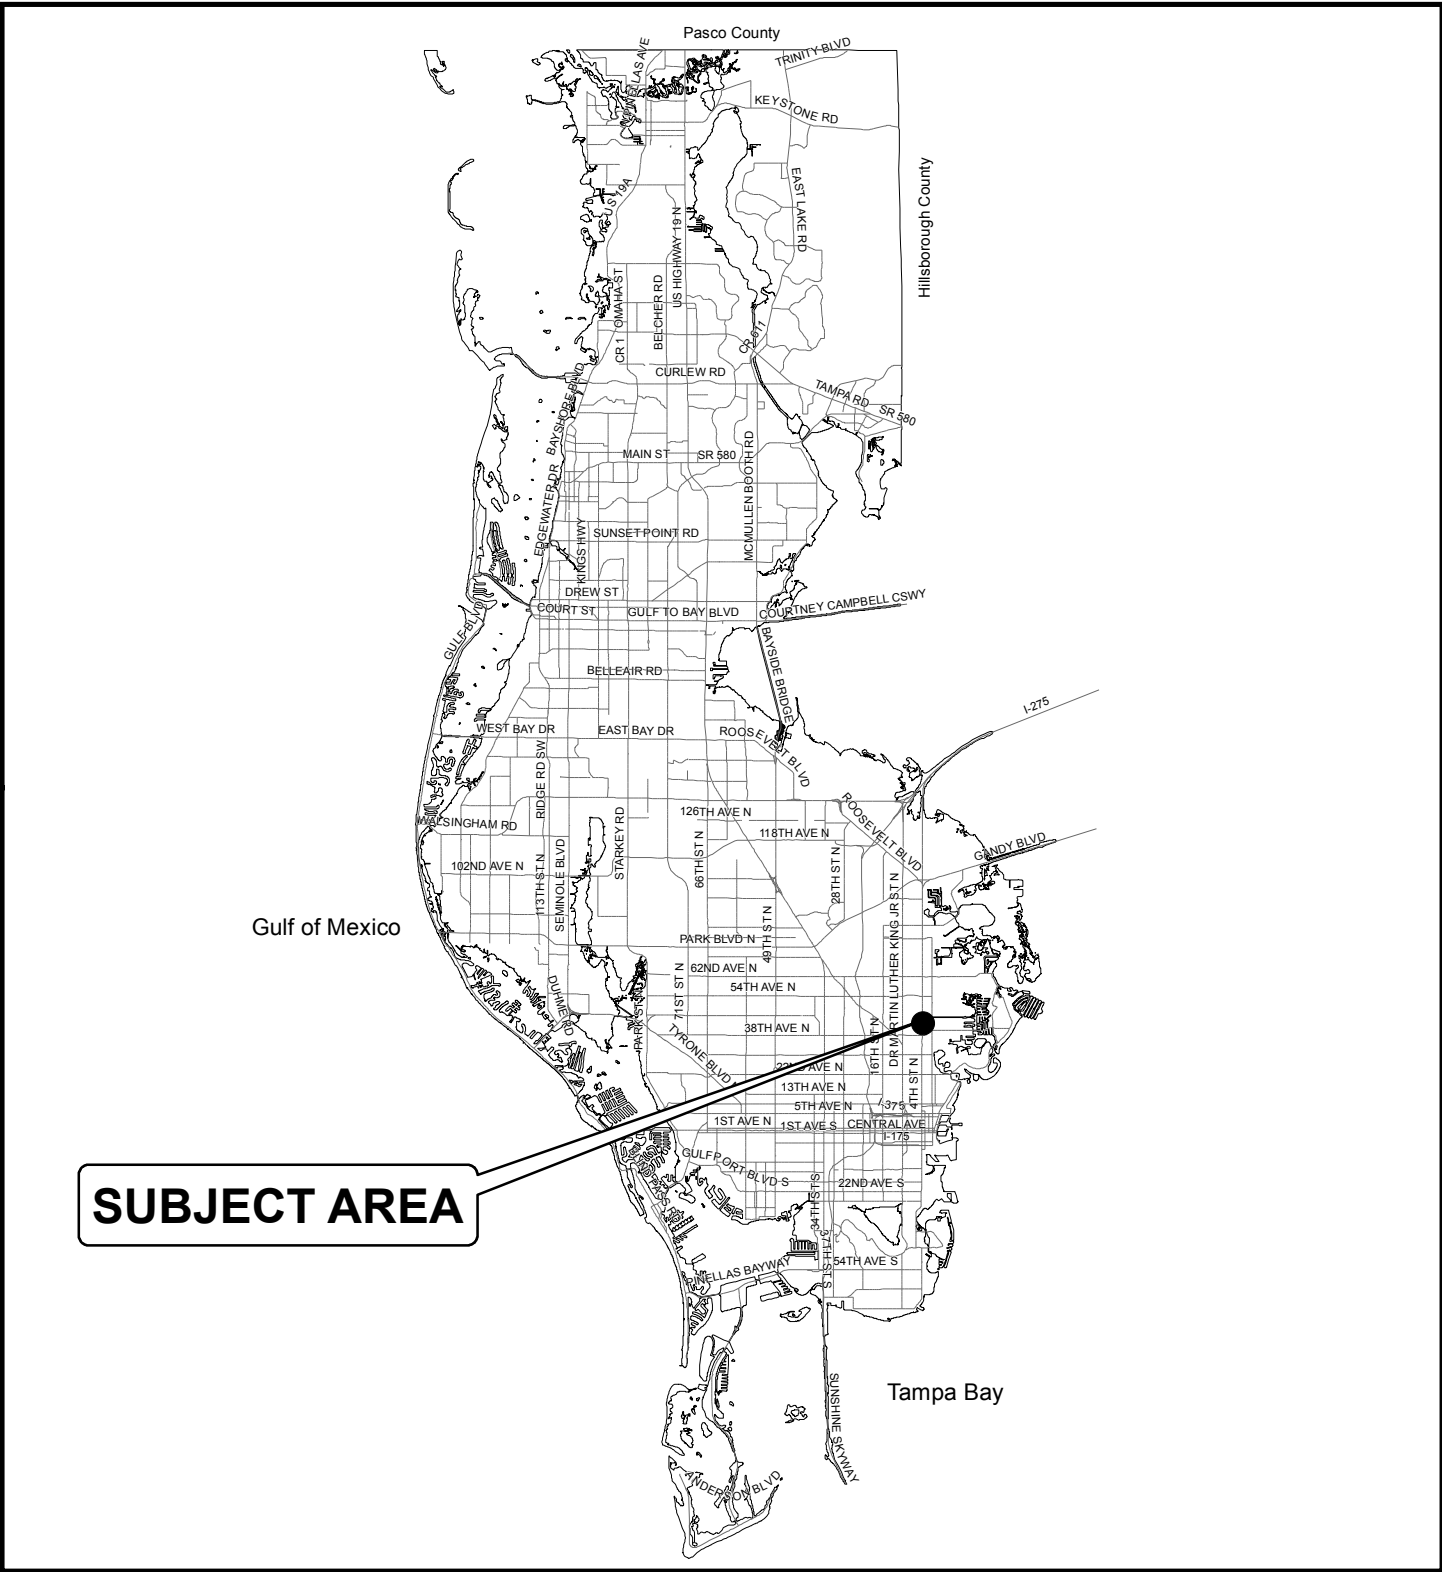 Pasco County
TRINITY BLVD
KEYSTONE RD
EAST LAKE RD
Hillsborough County
US 19A
US HIGHWAY 19 N
OMAHA ST
CR 1
BELCHER RD
CR 611
CURLEW RD
TAMPA RD
SR 580
BAYSHORE BLVD
MAIN ST
SR 580
MCMULLEN BOOTH RD
EDGEWATER DR
KINGS HWY
SUNSET POINT RD
DREW ST
COURT ST
GULF TO BAY BLVD
COURTNEY CAMPBELL CSWY
GULF BLVD
BAYSIDE BRIDGE
BELLEAIR RD
I-275
WEST BAY DR
EAST BAY DR
ROOSEVELT BLVD
RIDGE RD SW
WALSINGHAM RD
STARKEY RD
126TH AVE N
118TH AVE N
ROOSEVELT BLVD
GANDY BLVD
102ND AVE N
113TH ST N
SEMINOLE BLVD
66TH ST N
28TH ST N
DR MARTIN LUTHER KING JR ST N
Gulf of Mexico
49TH ST N
PARK BLVD N
62ND AVE N
71ST ST N
54TH AVE N
DUHME RD
PARK ST N
TYRONE BLVD N
38TH AVE N
16TH ST N
22ND AVE N
4TH ST N
13TH AVE N
5TH AVE N
I-375
1ST AVE N
1ST AVE S
CENTRAL AVE
I-175
GULFPORT BLVD S
22ND AVE S
34TH ST S
SUBJECT AREA
37TH ST S
54TH AVE S
PINELLAS BAYWAY
Tampa Bay
SUNSHINE SKYWAY
ANDERSON BLVD